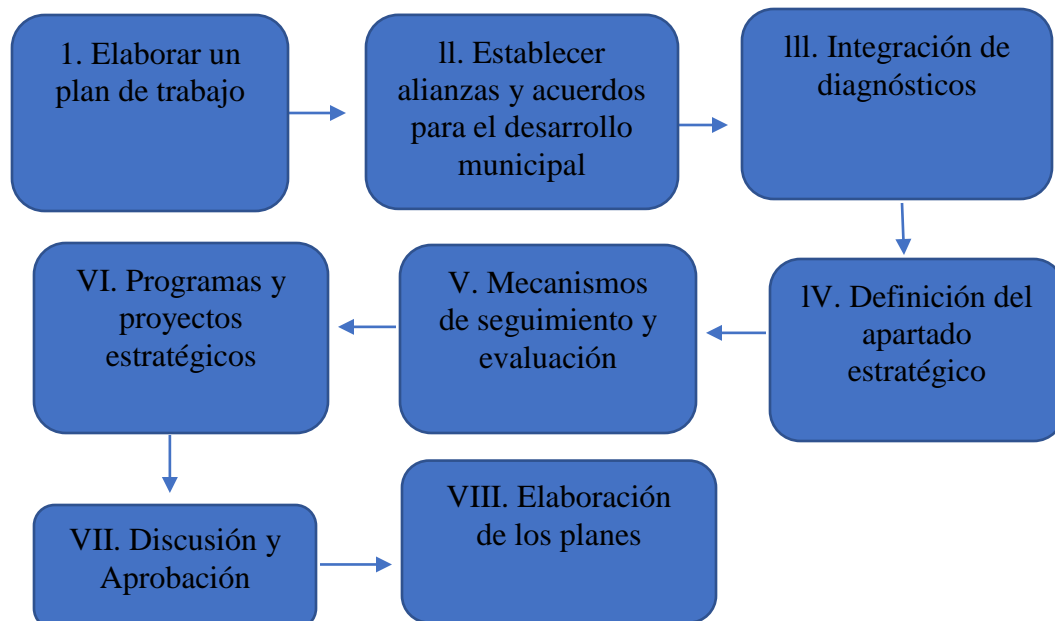 1. Elaborar un
plan de trabajo
ll. Establecer
alianzas y acuerdos
para el desarrollo
municipal
lll. Integración de
diagnósticos
lV. Definición del
apartado
estratégico
V. Mecanismos
de seguimiento y
evaluación
VI. Programas y
proyectos
estratégicos
VII. Discusión y
Aprobación
VIII. Elaboración
de los planes